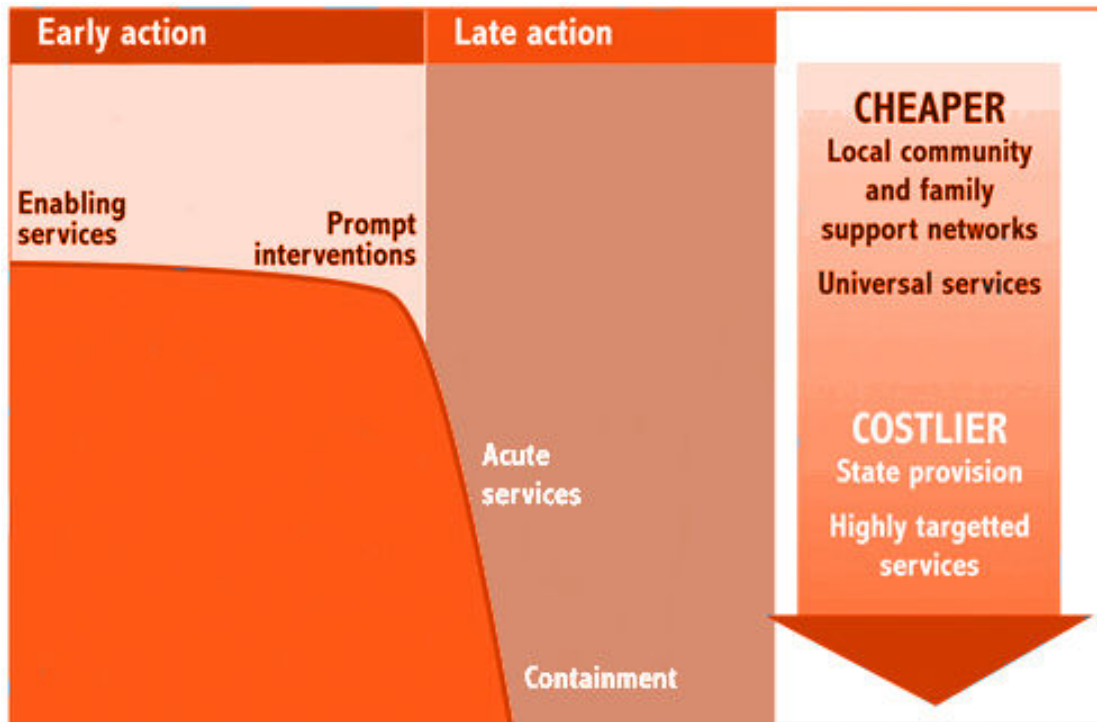 Early action
Late action
Enabling
services
Prompt
interventions
Acute
services
Containment
CHEAPER
Local community
and family
support networks
Universal services
COSTLIER
State provision
Highly targetted
services